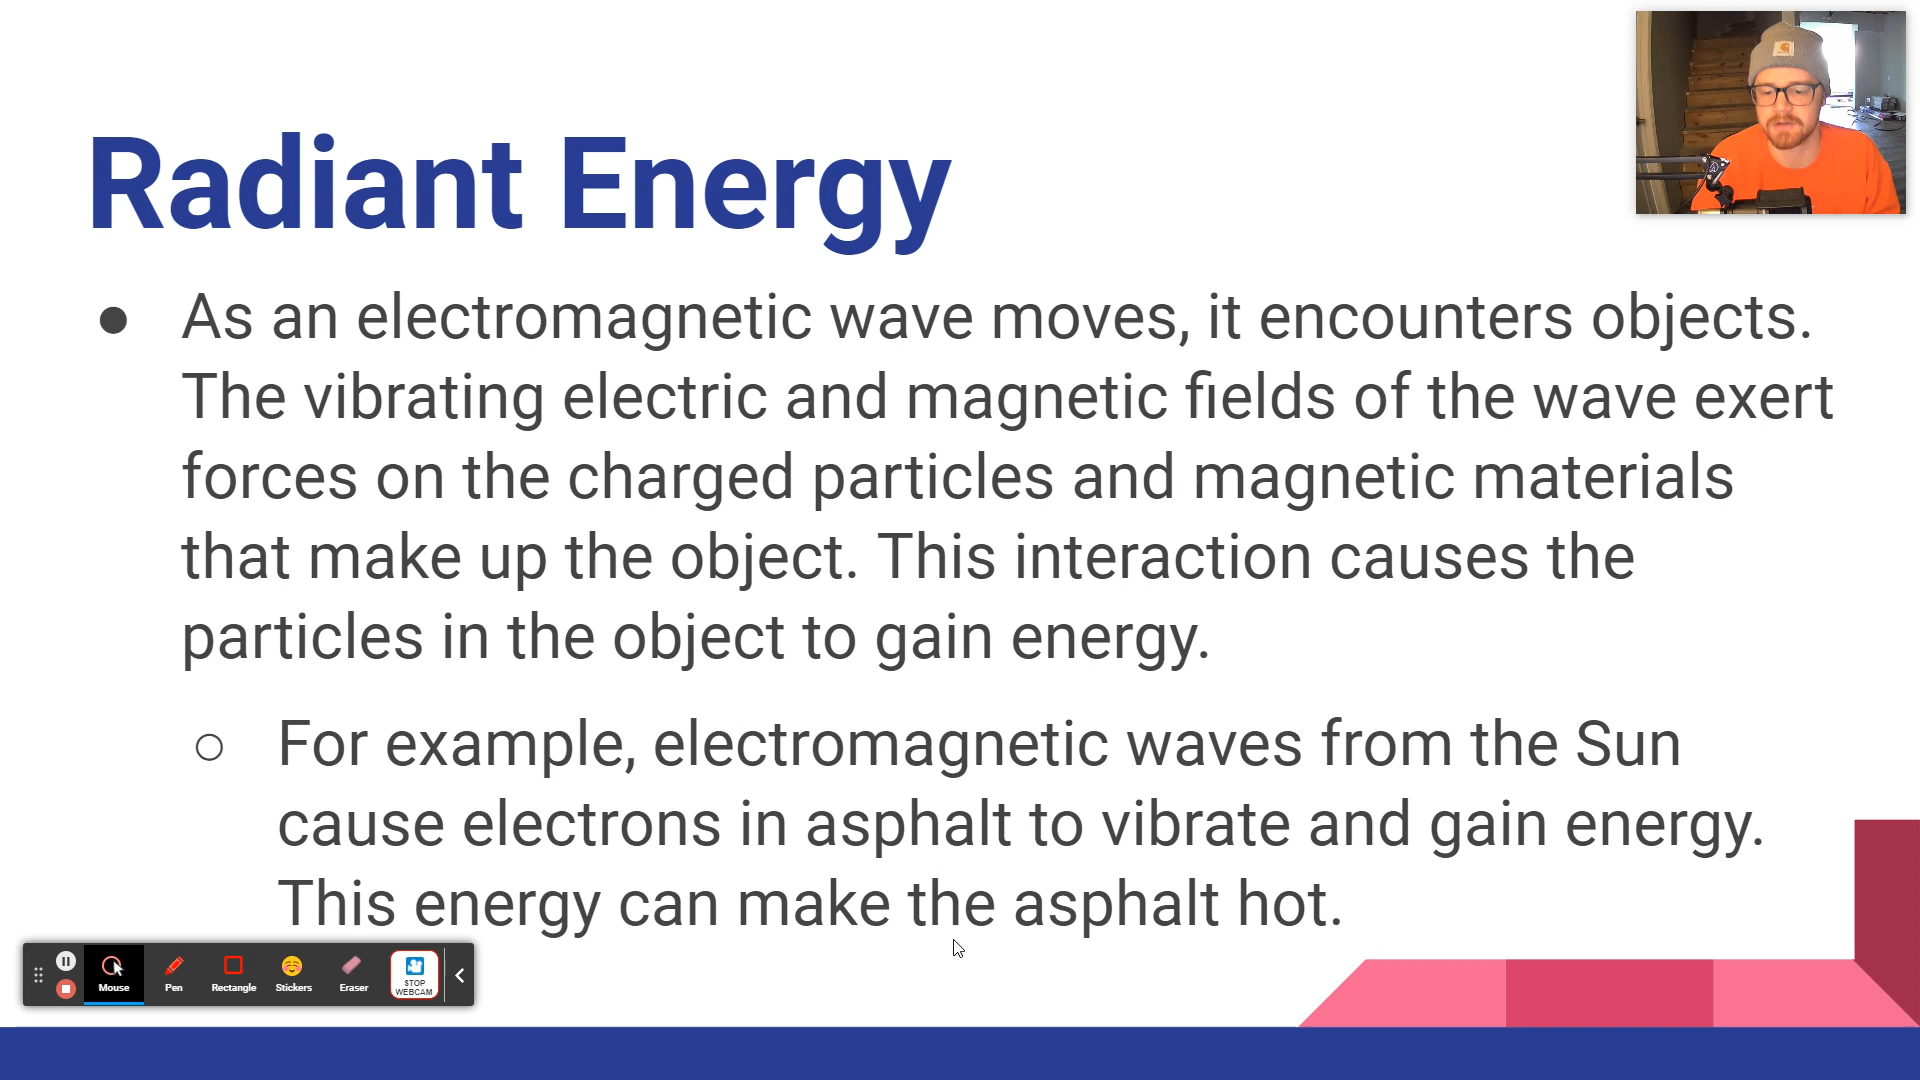 Radiant Energy
● As an electromagnetic wave moves, it encounters objects.
The vibrating electric and magnetic fields of the wave exert
forces on the charged particles and magnetic materials
that make up the object. This interaction causes the
particles in the object to gain energy.
○ For example, electromagnetic waves from the Sun
cause electrons in asphalt to vibrate and gain energy.
This energy can make the asphalt hot.
Mouse Pen Rectangle Stickers Eraser STOP
WEBCAM